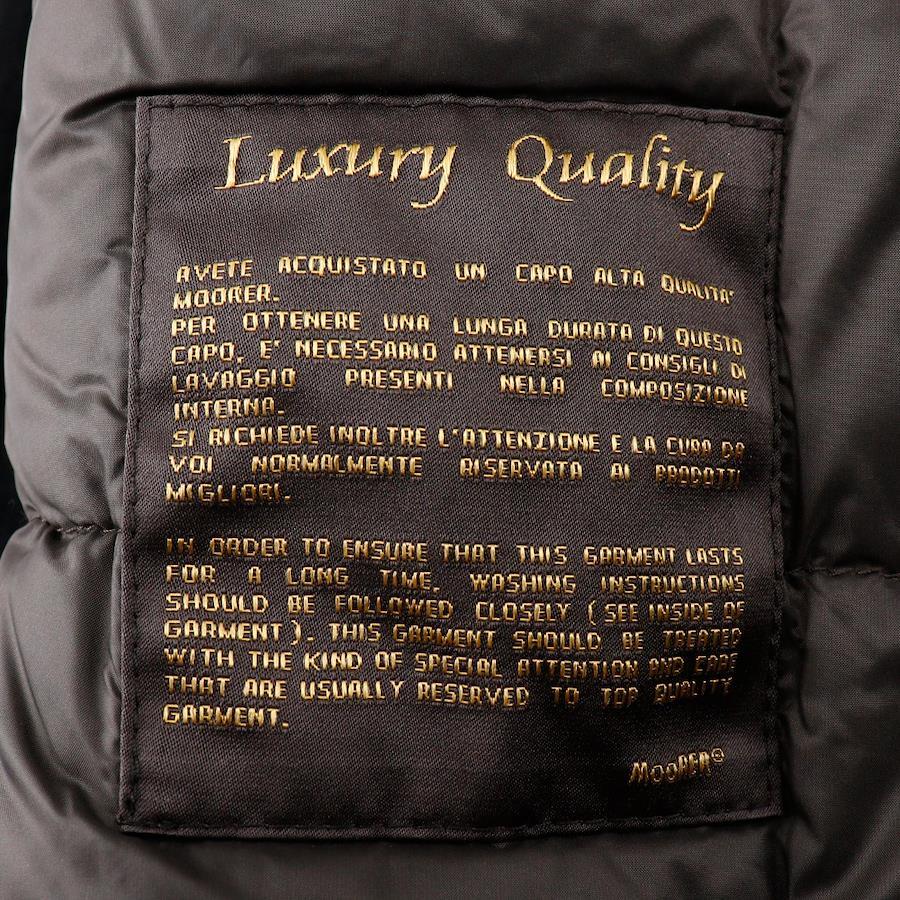 Luxury Quality
AVETE ACQUISTATO UN CAPO ALTA QUALITA'
MOORER.
PER OTTENERE UNA LUNGA DURATA DI QUESTO
CAPO, E' NECESSARIO ATTENERSI AI CONSIGLI DI
LAVAGGIO PRESENTI NELLA COMPOSIZIONE
INTERNA.
SI RICHIEDE INOLTRE L'ATTENZIONE E LA CURA DA
VOI NORMALMENTE RISERVATA AI PRODOTTI
MIGLIORI.
IN ORDER TO ENSURE THAT THIS GARMENT LASTS
FOR A LONG TIME, WASHING INSTRUCTIONS
SHOULD BE FOLLOWED CLOSELY (SEE INSIDE OF
GARMENT). THIS GARMENT SHOULD BE TREATED
WITH THE KIND OF SPECIAL ATTENTION AND CARE
THAT ARE USUALLY RESERVED TO TOP QUALITY
GARMENT.
MOORER®